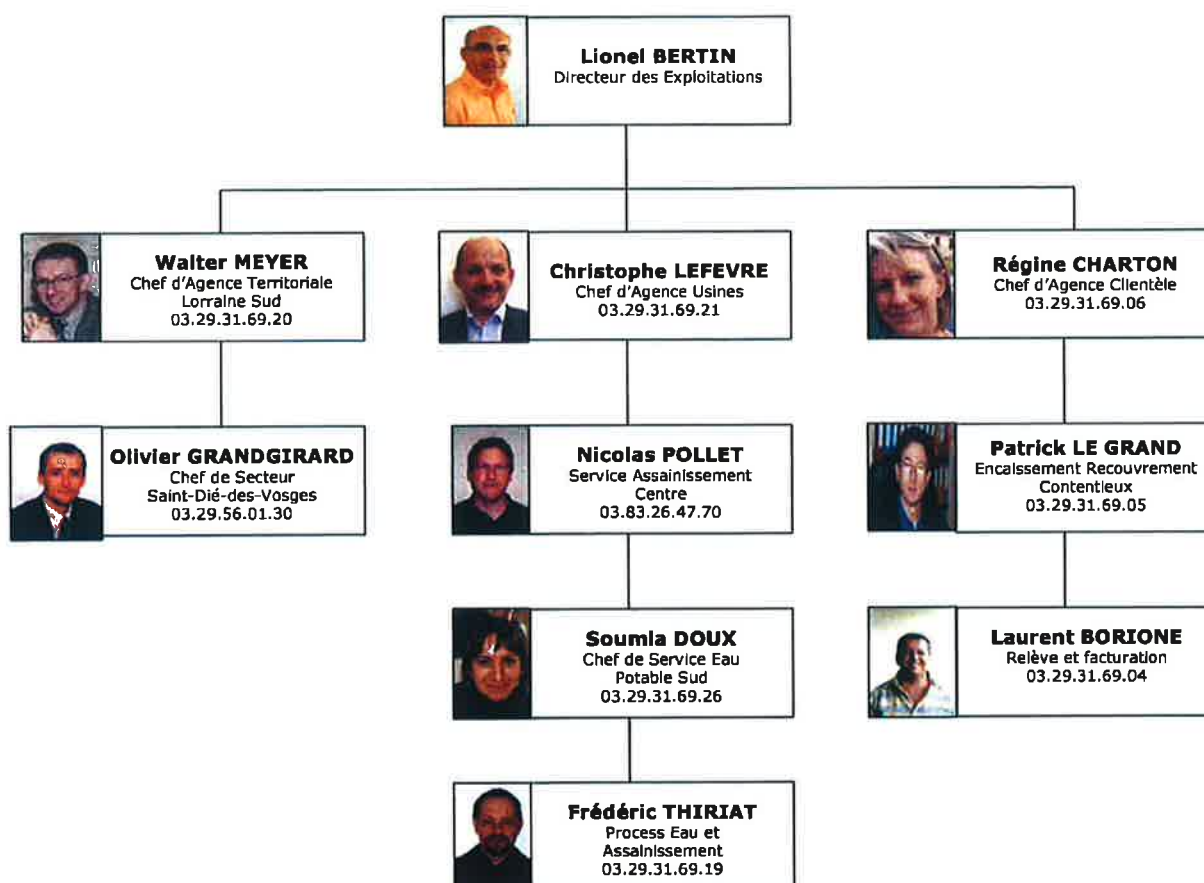 Lionel BERTIN
Directeur des Exploitations
Walter MEYER
Chef d'Agence Territoriale
Lorraine Sud
03.29.31.69.20
Christophe LEFEVRE
Chef d'Agence Usines
03.29.31.69.21
Régine CHARTON
Chef d'Agence Clientèle
03.29.31.69.06
Olivier GRANDGIRARD
Chef de Secteur
Saint-Dié-des-Vosges
03.29.56.01.30
Nicolas POLLET
Service Assainissement
Centre
03.83.26.47.70
Patrick LE GRAND
Encaissement Recouvrement
Contentieux
03.29.31.69.05
Soumia DOUX
Chef de Service Eau
Potable Sud
03.29.31.69.26
Laurent BORIONE
Relève et facturation
03.29.31.69.04
Frédéric THIRIAT
Process Eau et
Assainissement
03.29.31.69.19